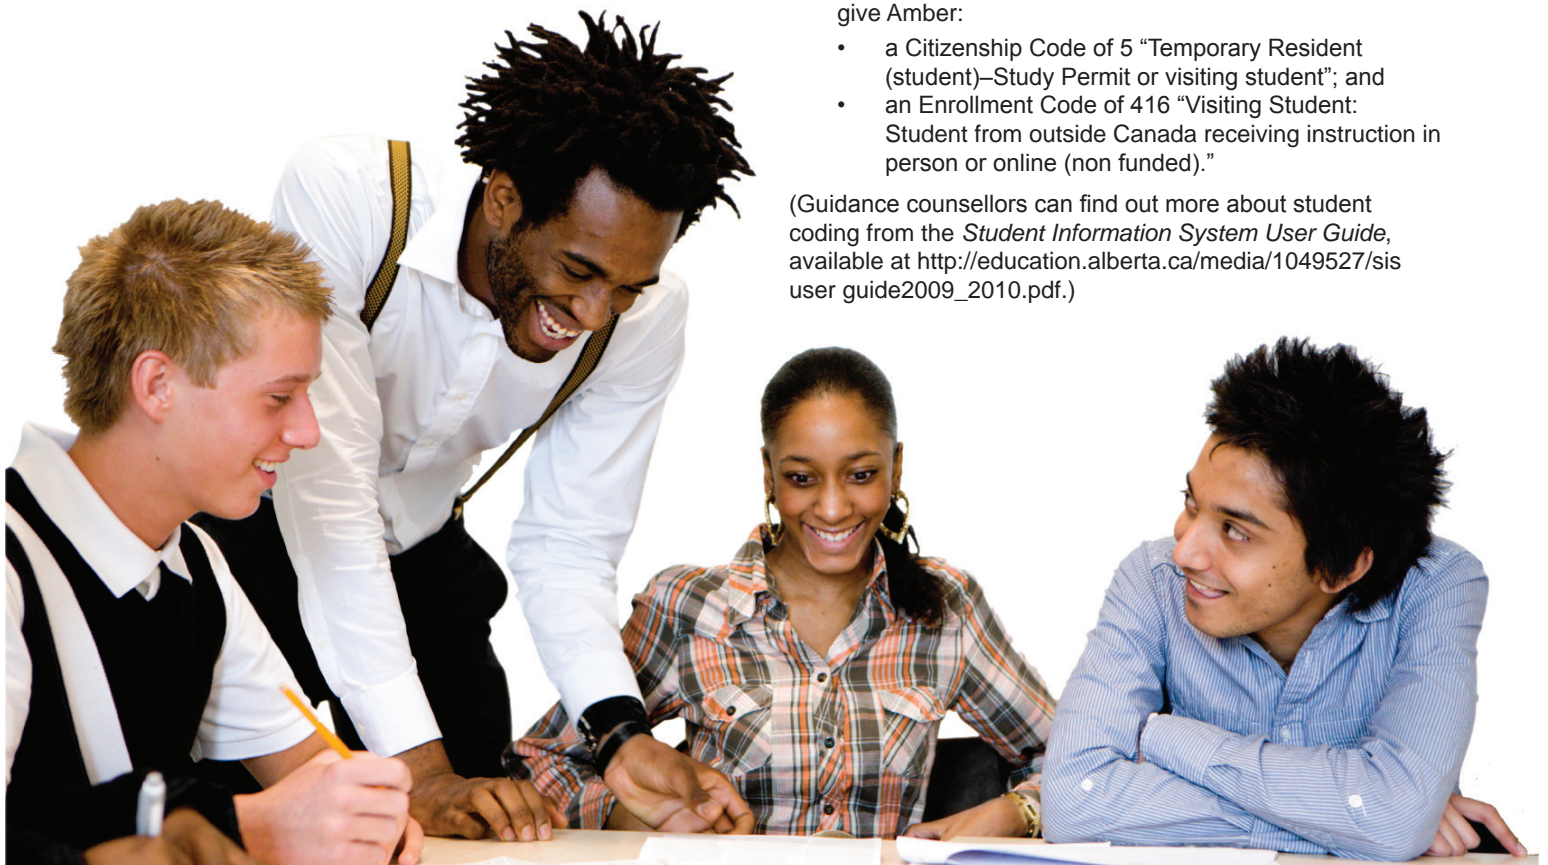 give Amber:
• a Citizenship Code of 5 “Temporary Resident
(student)–Study Permit or visiting student”; and
• an Enrollment Code of 416 “Visiting Student:
Student from outside Canada receiving instruction in
person or online (non funded).”
(Guidance counsellors can find out more about student
coding from the Student Information System User Guide,
available at http://education.alberta.ca/media/1049527/sis
user guide2009_2010.pdf.)